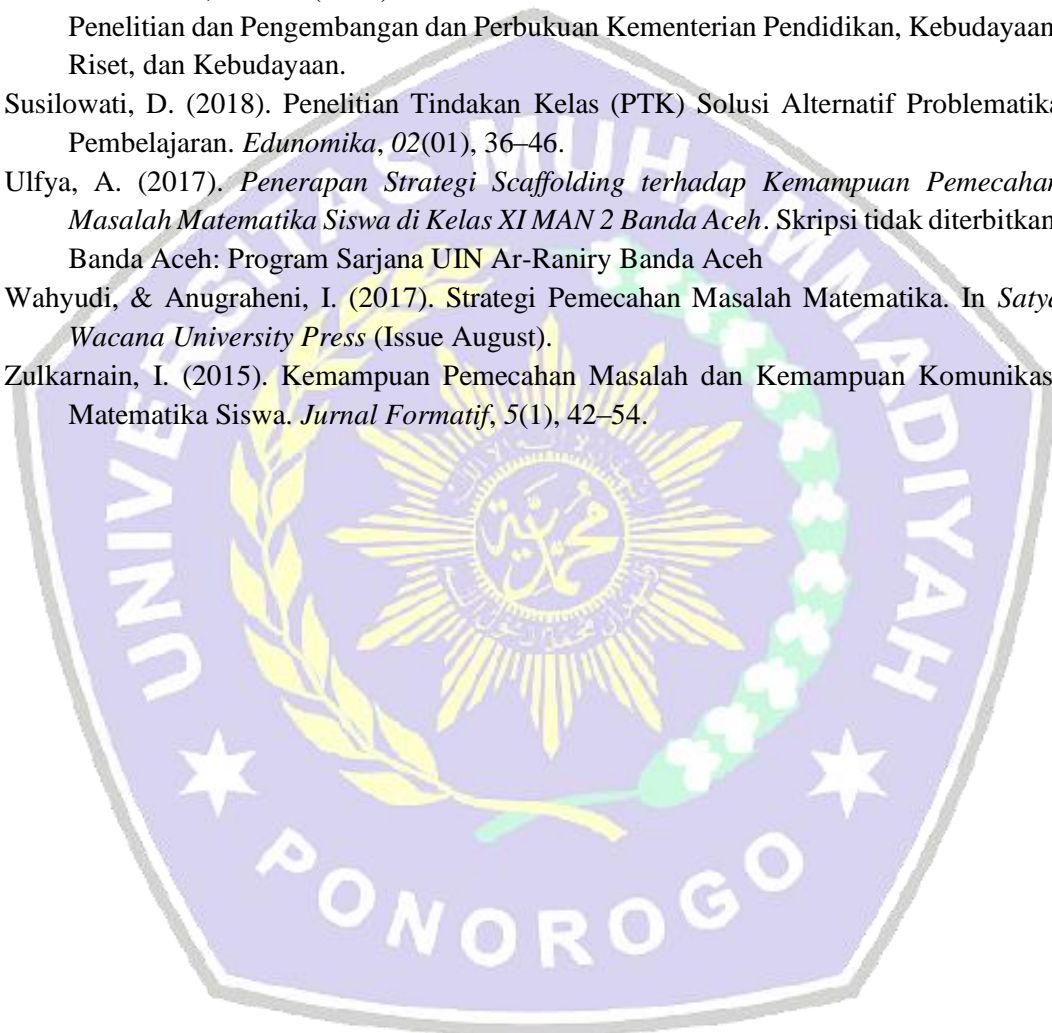 Penelitian dan Pengembangan dan Perbukuan Kementerian Pendidikan, Kebudayaan
Riset, dan Kebudayaan.
Susilowati, D. (2018). Penelitian Tindakan Kelas (PTK) Solusi Alternatif Problematika
Pembelajaran. Edunomika, 02(01), 36–46.
Ulfya, A. (2017). Penerapan Strategi Scaffolding terhadap Kemampuan Pemecahan
Masalah Matematika Siswa di Kelas XI MAN 2 Banda Aceh. Skripsi tidak diterbitkan
Banda Aceh: Program Sarjana UIN Ar-Raniry Banda Aceh
Wahyudi, & Anugraheni, I. (2017). Strategi Pemecahan Masalah Matematika. In Satya
Wacana University Press (Issue August).
Zulkarnain, I. (2015). Kemampuan Pemecahan Masalah dan Kemampuan Komunikas
Matematika Siswa. Jurnal Formatif, 5(1), 42–54.
UNIVERSITAS MUHAMMADIYAH
PONOROGO
محمدية